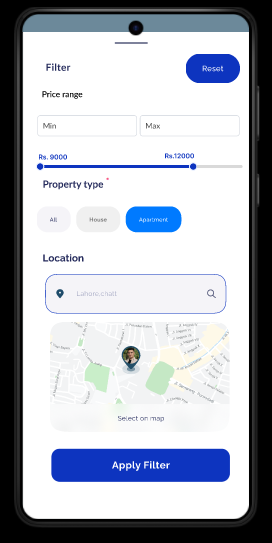 Filter
Reset
Price range
Min
Max
Rs. 9000
Rs.12000
Property type *
All
House
Apartment
Location
Lahore chatt
Select on map
Apply Filter